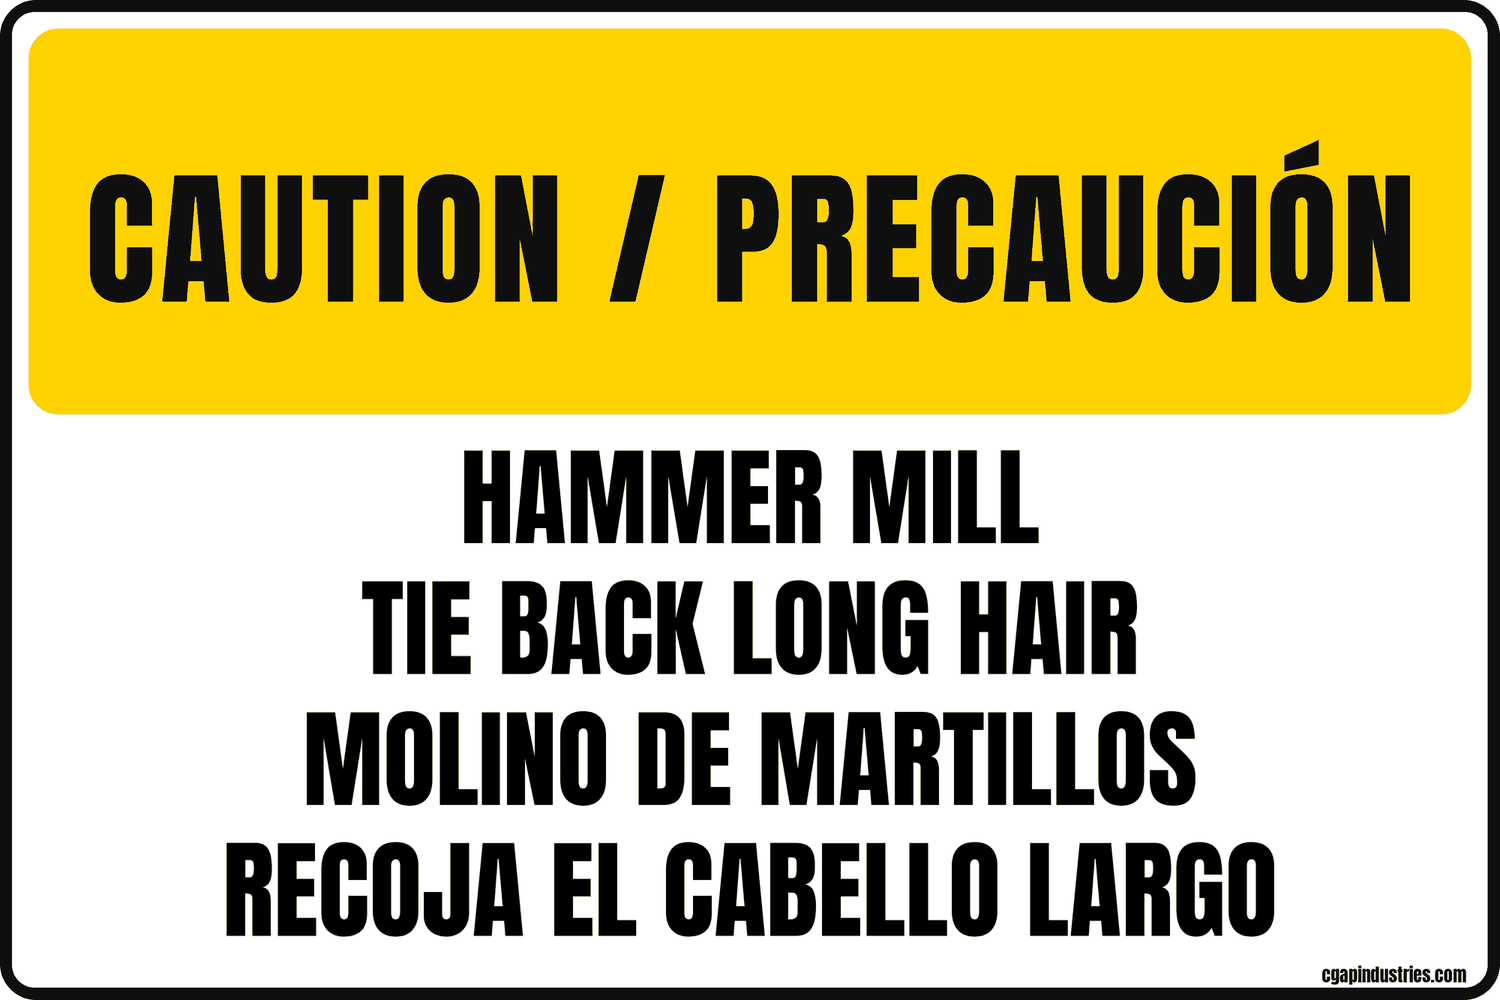 CAUTION / PRECAUCIÓN
HAMMER MILL
TIE BACK LONG HAIR
MOLINO DE MARTILLOS
RECOJA EL CABELLO LARGO
cgapindustries.com